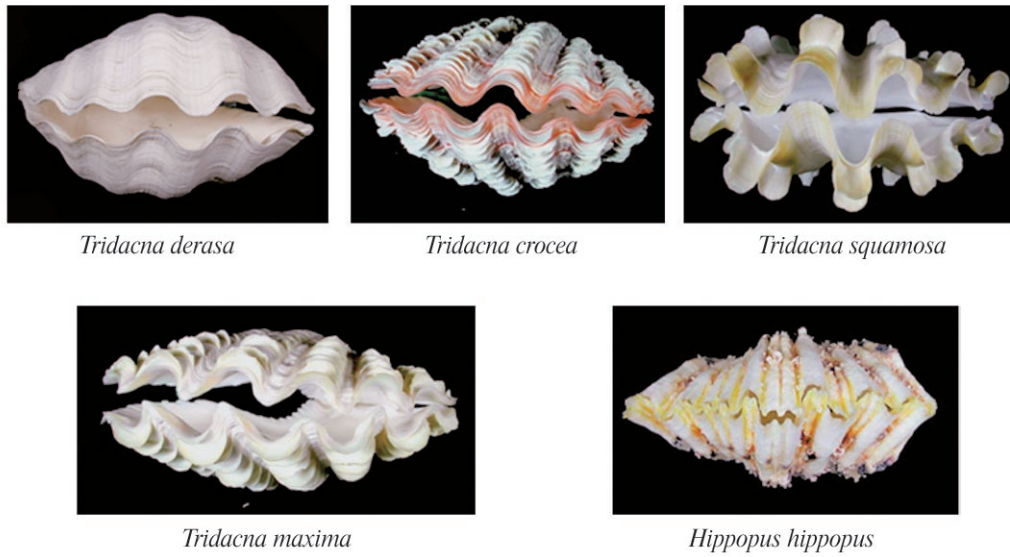 Tridacna derasa
Tridacna crocea
Tridacna squamosa
Tridacna maxima
Hippopus hippopus